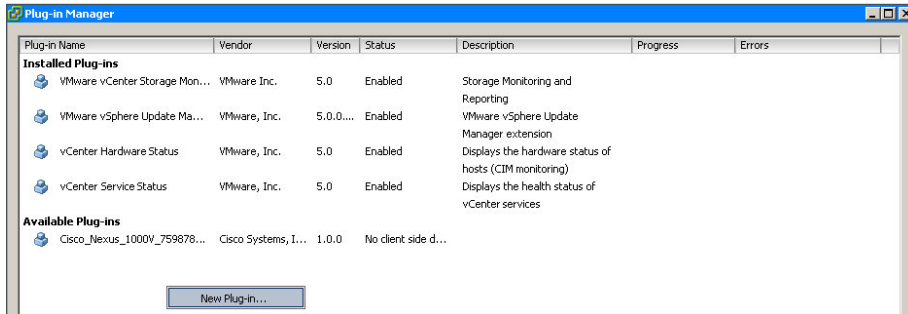 Plug-in Manager
Plug-in Name Vendor Version Status Description Progress Errors
Installed Plug-ins
VMware vCenter Storage Mon... VMware Inc. 5.0 Enabled Storage Monitoring and
Reporting
VMware vSphere Update Ma... VMware, Inc. 5.0.0.... Enabled VMware vSphere Update
Manager extension
vCenter Hardware Status VMware, Inc. 5.0 Enabled Displays the hardware status of
hosts (CIM monitoring)
vCenter Service Status VMware, Inc. 5.0 Enabled Displays the health status of
vCenter services
Available Plug-ins
Cisco_Nexus_1000V_759878... Cisco Systems, I... 1.0.0 No client side d...
New Plug-in...